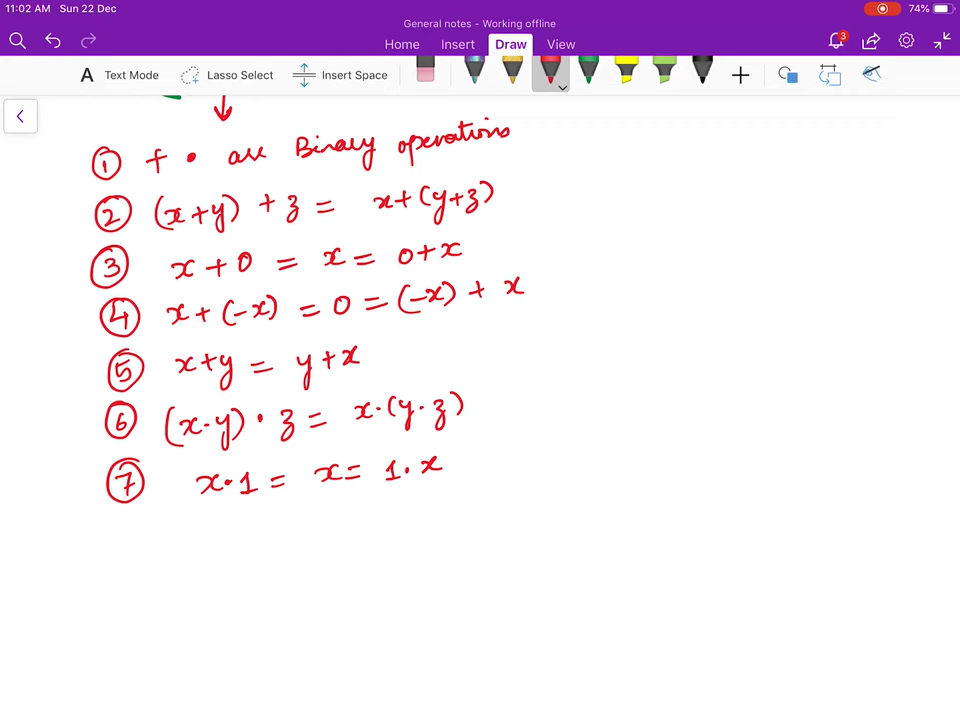 11:02 AM Sun 22 Dec
74%
General notes - Working offline
Home Insert Draw View
3
A Text Mode Lasso Select Insert Space
① + • are Binary operations
② (x+y) + z = x+(y+z)
③ x + 0 = x = 0+x
④ x + (-x) = 0 = (-x) + x
⑤ x+y = y+x
⑥ (x·y) · z = x·(y·z)
⑦ x·1 = x = 1·x